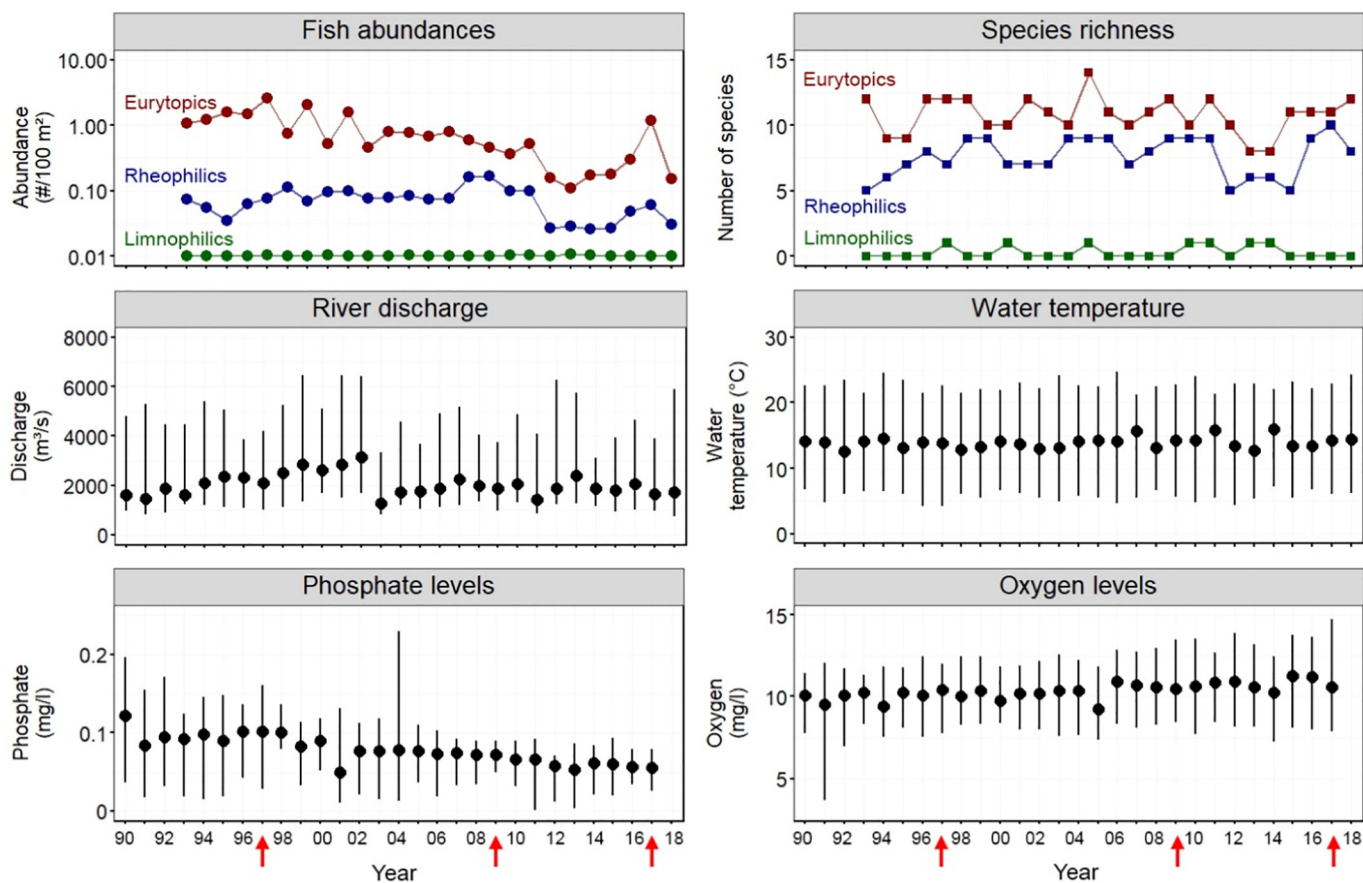 Fish abundances
Abundance
(#/100 m²)
10.00
1.00
0.10
0.01
Eurytopics
Rheophilics
Limnophilics
Species richness
Number of species
15
10
5
0
Eurytopics
Rheophilics
Limnophilics
River discharge
Discharge
(m³/s)
8000
6000
4000
2000
0
Water temperature
Water
temperature (°C)
30
20
10
0
Phosphate levels
Phosphate
(mg/l)
0.2
0.1
0
90 92 94 96 98 00 02 04 06 08 10 12 14 16 18
Year
Oxygen levels
Oxygen
(mg/l)
15
10
5
90 92 94 96 98 00 02 04 06 08 10 12 14 16 18
Year